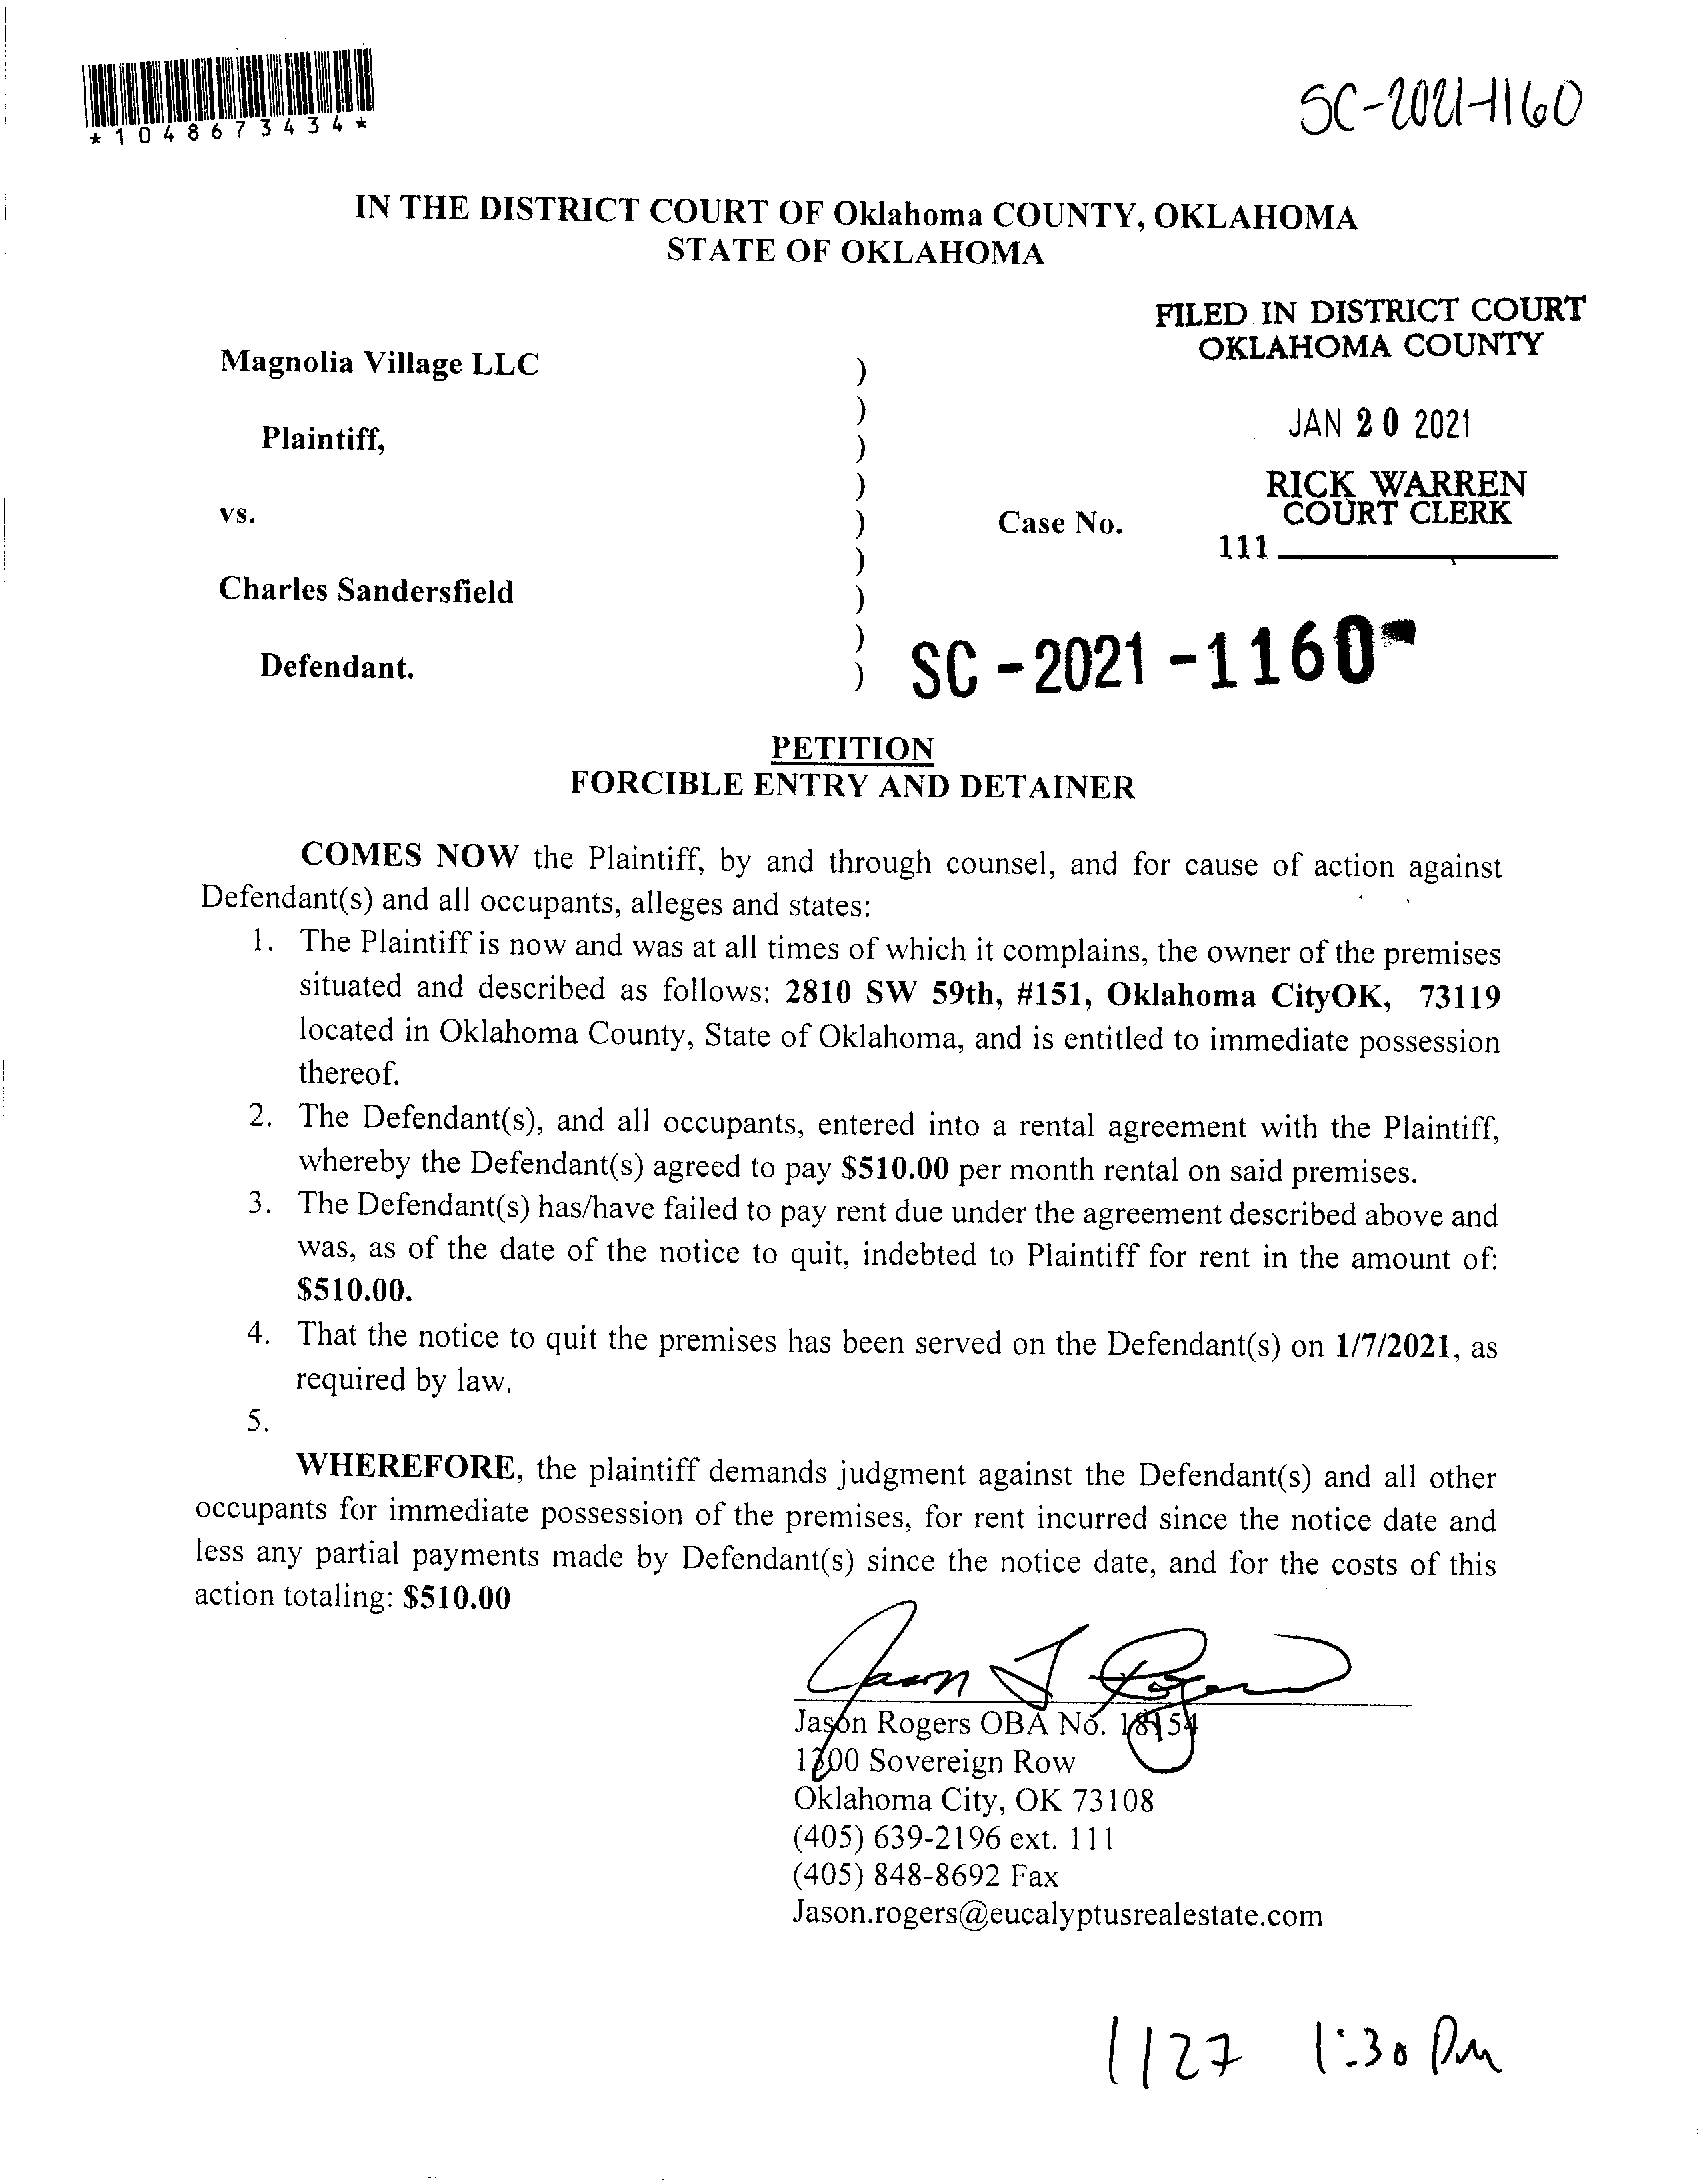 *1048673434*
SC-2021-1160
IN THE DISTRICT COURT OF Oklahoma COUNTY, OKLAHOMA
STATE OF OKLAHOMA
FILED IN DISTRICT COURT
OKLAHOMA COUNTY
Magnolia Village LLC )
)
JAN 20 2021
Plaintiff, )
)
RICK WARREN
COURT CLERK
vs. ) Case No.
111
)
Charles Sandersfield )
)
Defendant. ) SC-2021-1160
PETITION
FORCIBLE ENTRY AND DETAINER
COMES NOW the Plaintiff, by and through counsel, and for cause of action against
Defendant(s) and all occupants, alleges and states:
1. The Plaintiff is now and was at all times of which it complains, the owner of the premises
situated and described as follows: 2810 SW 59th, #151, Oklahoma CityOK, 73119
located in Oklahoma County, State of Oklahoma, and is entitled to immediate possession
thereof.
2. The Defendant(s), and all occupants, entered into a rental agreement with the Plaintiff,
whereby the Defendant(s) agreed to pay $510.00 per month rental on said premises.
3. The Defendant(s) has/have failed to pay rent due under the agreement described above and
was, as of the date of the notice to quit, indebted to Plaintiff for rent in the amount of:
$510.00.
4. That the notice to quit the premises has been served on the Defendant(s) on 1/7/2021, as
required by law.
5.
WHEREFORE, the plaintiff demands judgment against the Defendant(s) and all other
occupants for immediate possession of the premises, for rent incurred since the notice date and
less any partial payments made by Defendant(s) since the notice date, and for the costs of this
action totaling: $510.00
Jason Rogers OBA No.
Sovereign Row
Oklahoma City, OK 73108
(405) 639-2196 ext. 111
(405) 848-8692 Fax
Jason.rogers@eucalyptusrealestate.com
1/27 1:30 PM